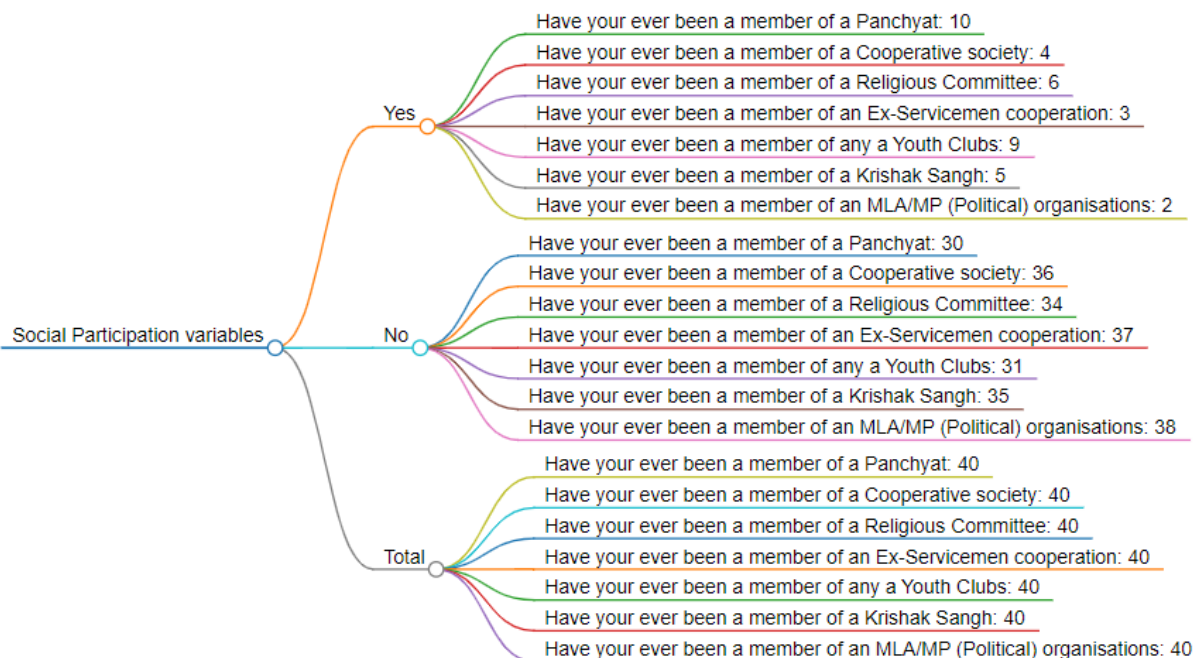 Have your ever been a member of a Panchyat: 10
Have your ever been a member of a Cooperative society: 4
Have your ever been a member of a Religious Committee: 6
Yes
Have your ever been a member of an Ex-Servicemen cooperation: 3
Have your ever been a member of any a Youth Clubs: 9
Have your ever been a member of a Krishak Sangh: 5
Have your ever been a member of an MLA/MP (Political) organisations: 2
Have your ever been a member of a Panchyat: 30
Have your ever been a member of a Cooperative society: 36
Have your ever been a member of a Religious Committee: 34
Social Participation variables
No
Have your ever been a member of an Ex-Servicemen cooperation: 37
Have your ever been a member of any a Youth Clubs: 31
Have your ever been a member of a Krishak Sangh: 35
Have your ever been a member of an MLA/MP (Political) organisations: 38
Have your ever been a member of a Panchyat: 40
Have your ever been a member of a Cooperative society: 40
Have your ever been a member of a Religious Committee: 40
Total
Have your ever been a member of an Ex-Servicemen cooperation: 40
Have your ever been a member of any a Youth Clubs: 40
Have your ever been a member of a Krishak Sangh: 40
Have your ever been a member of an MLA/MP (Political) organisations: 40